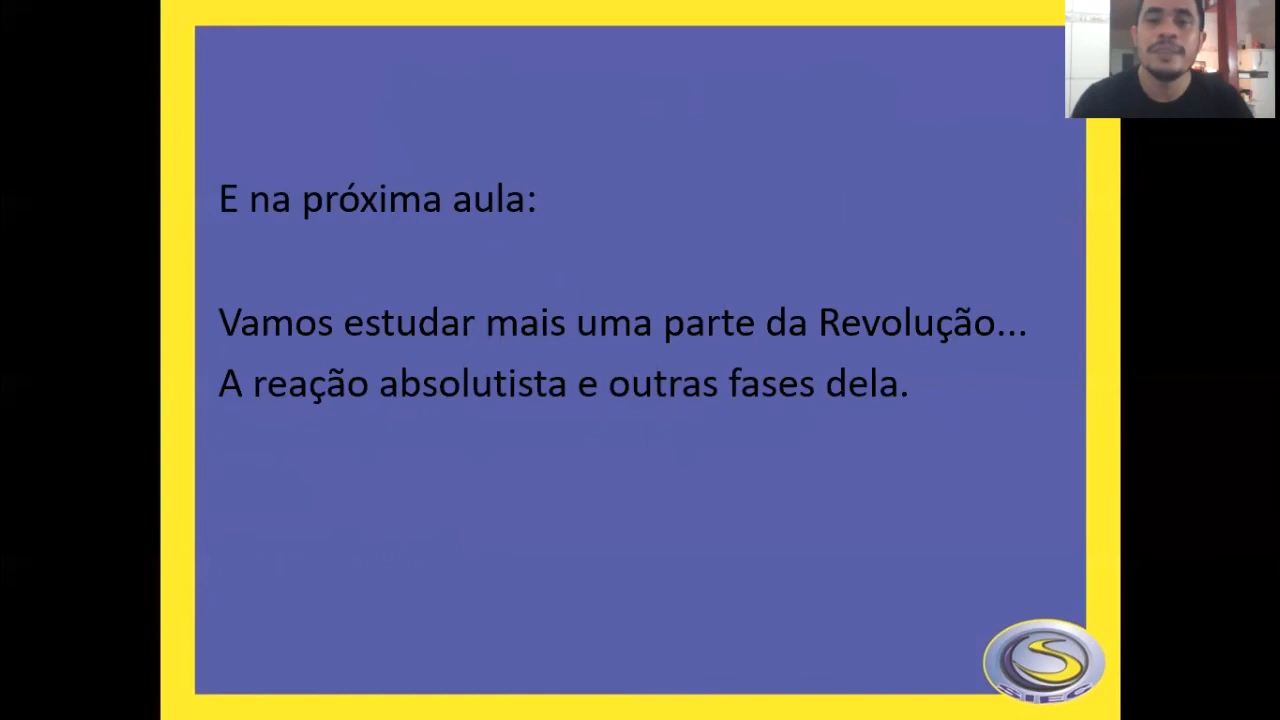 E na próxima aula:
Vamos estudar mais uma parte da Revolução...
A reação absolutista e outras fases dela.